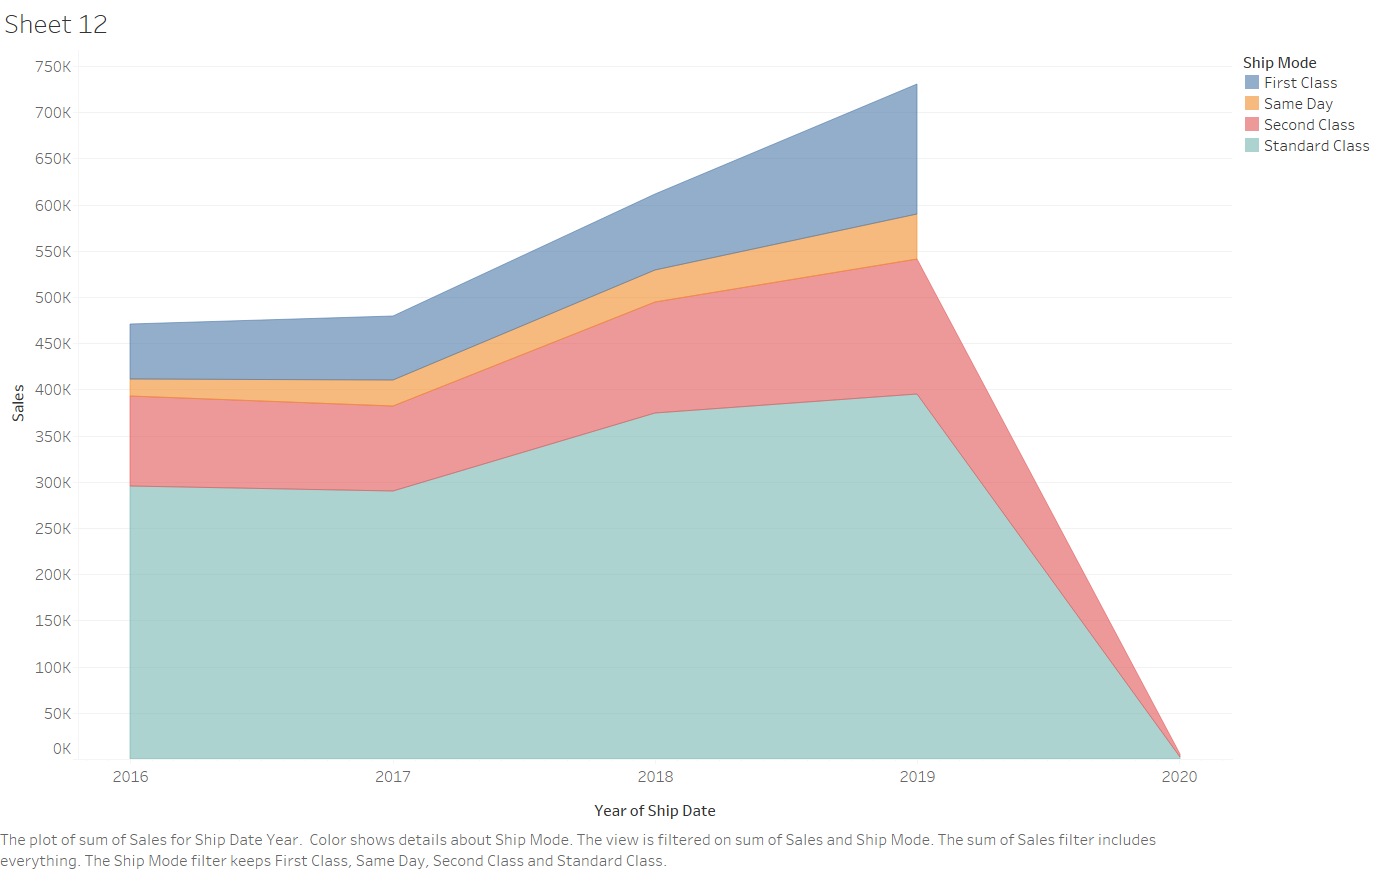 Sheet 12
750K
700K
650K
600K
550K
500K
450K
400K
350K
300K
250K
200K
150K
100K
50K
0K
Sales
2016 2017 2018 2019 2020
Year of Ship Date
Ship Mode
First Class
Same Day
Second Class
Standard Class
The plot of sum of Sales for Ship Date Year.  Color shows details about Ship Mode. The view is filtered on sum of Sales and Ship Mode. The sum of Sales filter includes
everything. The Ship Mode filter keeps First Class, Same Day, Second Class and Standard Class.